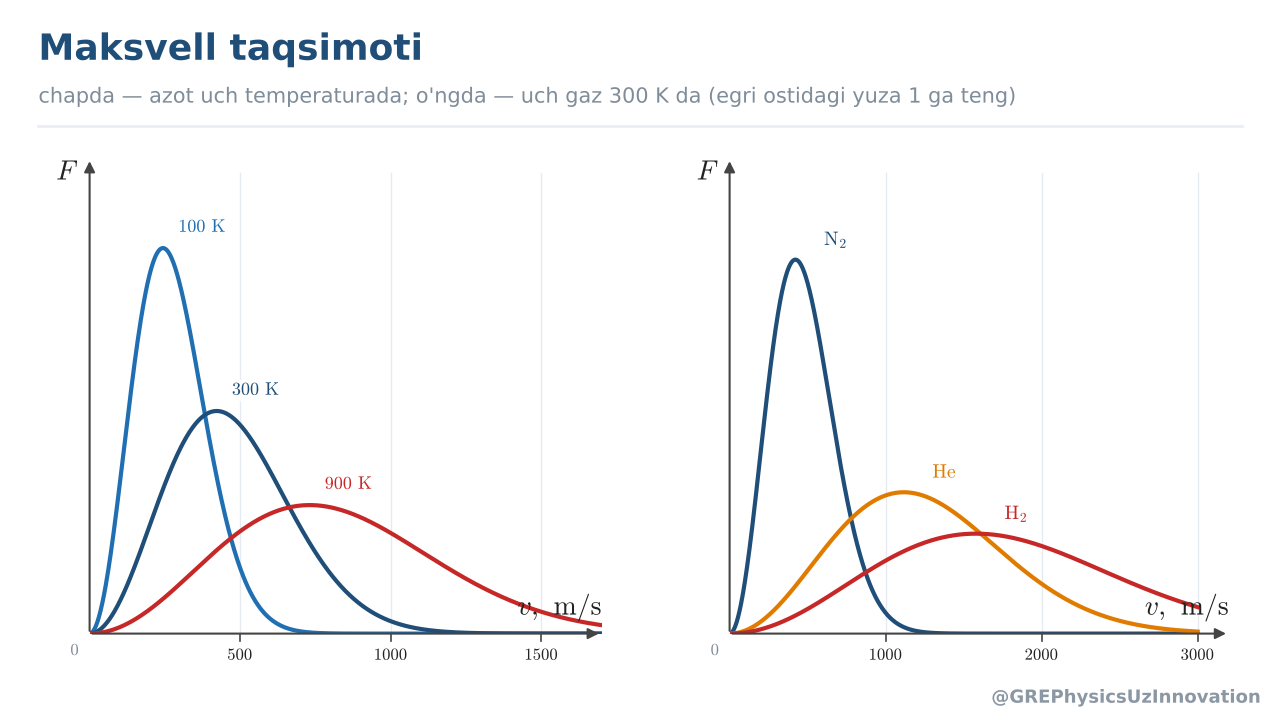 Maksvell taqsimoti
chapda — azot uch temperaturada; o'ngda — uch gaz 300 K da (egri ostidagi yuza 1 ga teng)
F
100 K
300 K
900 K
v, m/s
0
500
1000
1500
F
N₂
He
H₂
v, m/s
0
1000
2000
3000
@GREPhysicsUzInnovation